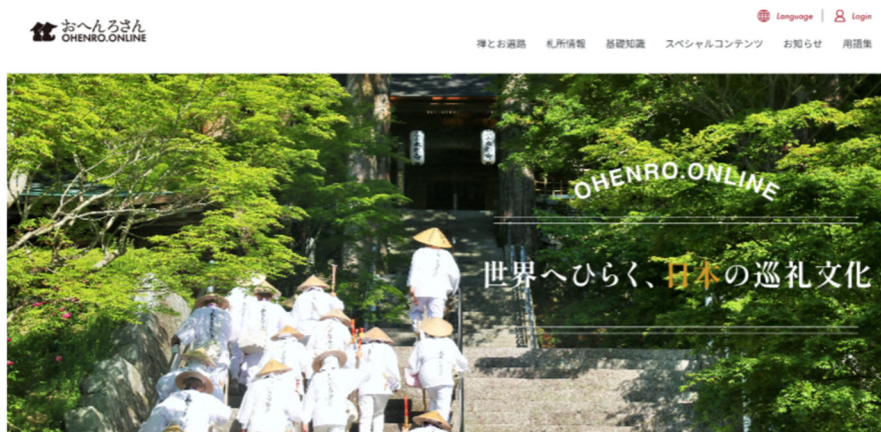 Language | Login
おへんろさん
OHENRO.ONLINE
禅とお遍路 札所情報 基礎知識 スペシャルコンテンツ お知らせ 用語集
OHENRO.ONLINE
世界へひらく、日本の巡礼文化